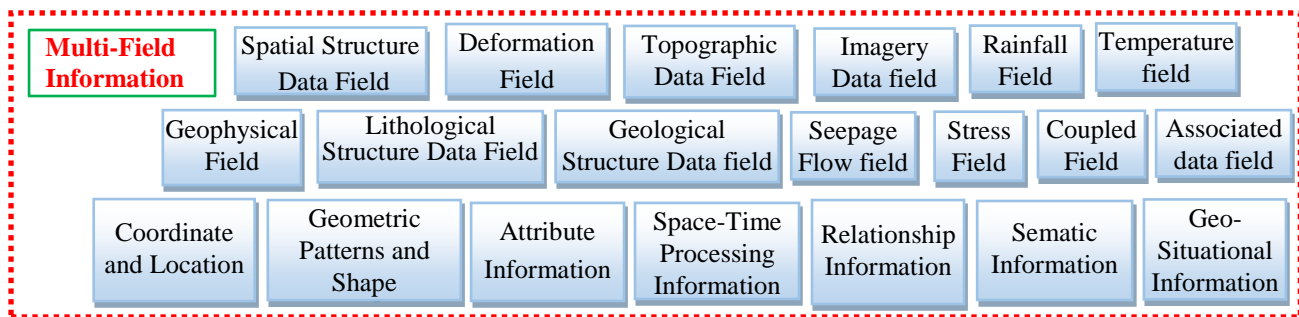 Multi-Field
Information
Spatial Structure
Data Field
Deformation
Field
Topographic
Data Field
Imagery
Data field
Rainfall
Field
Temperature
field
Geophysical
Field
Lithological
Structure Data Field
Geological
Structure Data field
Seepage
Flow field
Stress
Field
Coupled
Field
Associated
data field
Coordinate
and Location
Geometric
Patterns and
Shape
Attribute
Information
Space-Time
Processing
Information
Relationship
Information
Sematic
Information
Geo-
Situational
Information